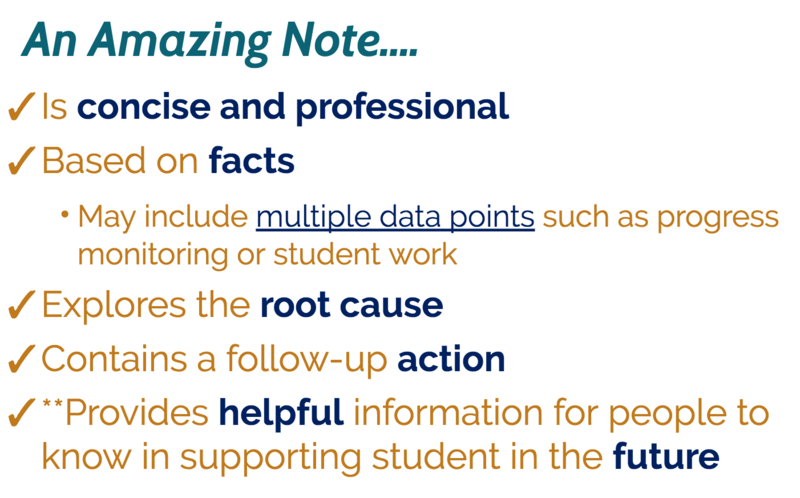 An Amazing Note....
✓Is concise and professional
✓Based on facts
• May include multiple data points such as progress
monitoring or student work
✓Explores the root cause
✓Contains a follow-up action
✓**Provides helpful information for people to
know in supporting student in the future